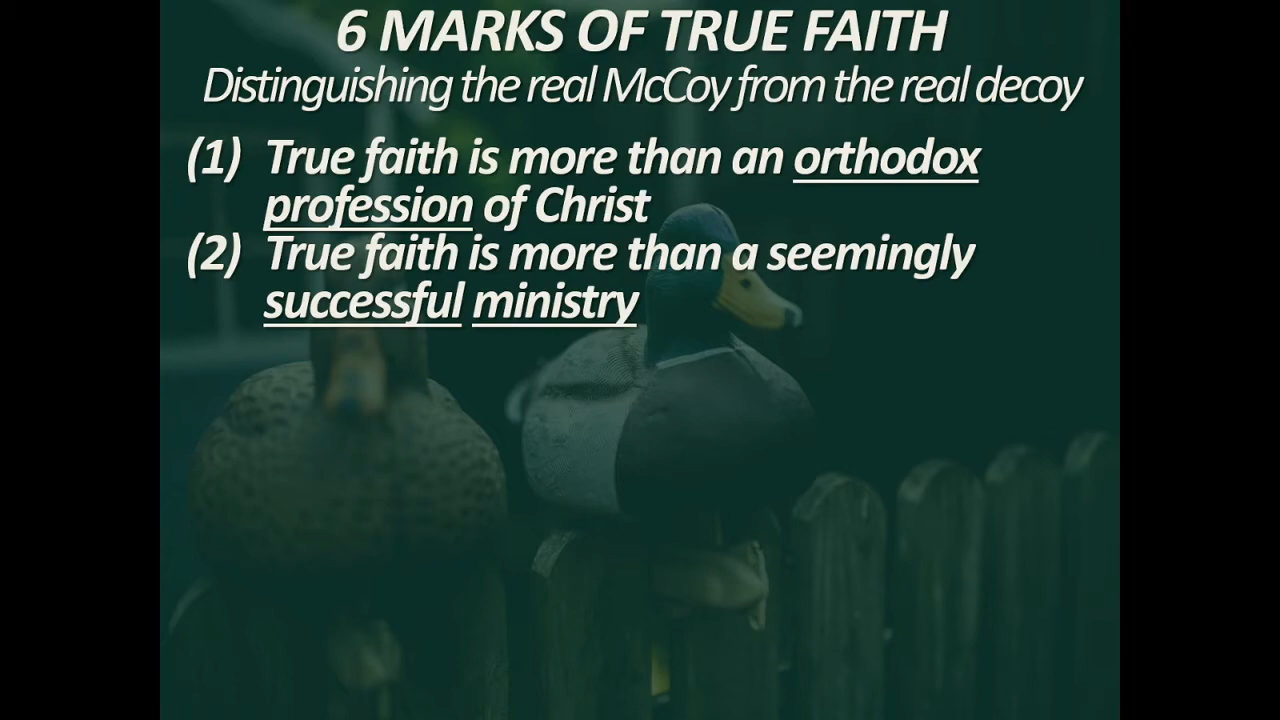 6 MARKS OF TRUE FAITH
Distinguishing the real McCoy from the real decoy
(1) True faith is more than an orthodox
profession of Christ
(2) True faith is more than a seemingly
successful ministry